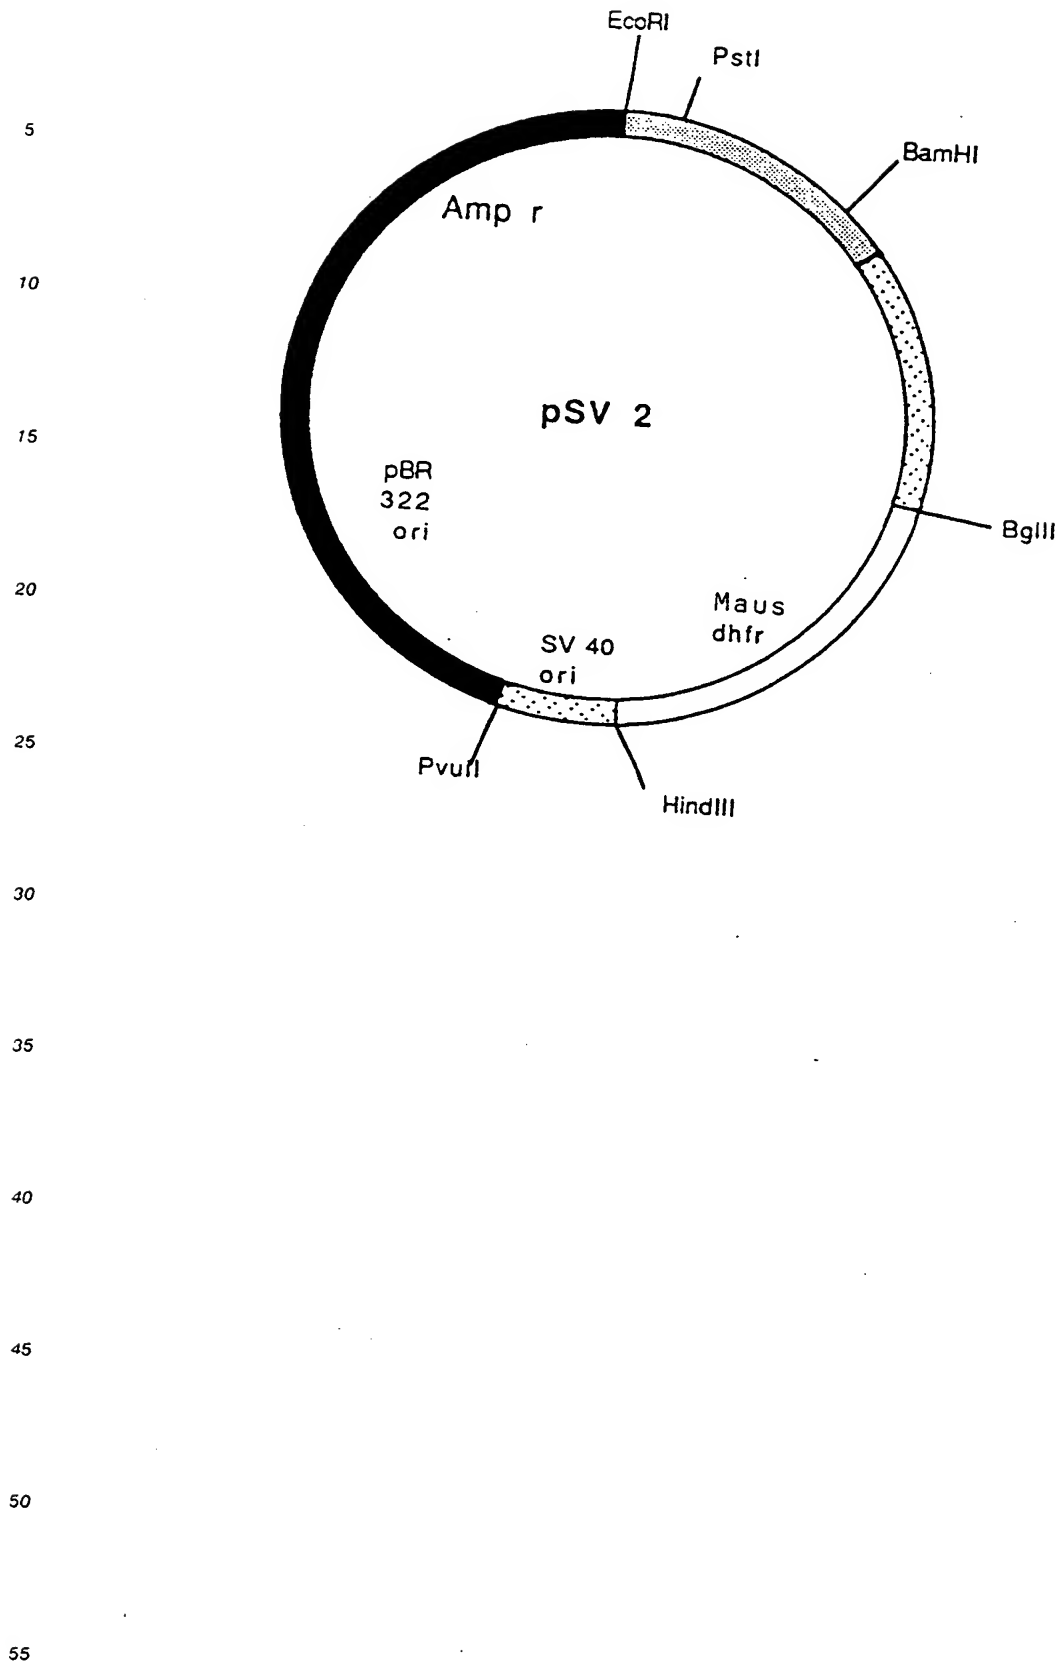 EcoRI
PstI
5
BamHI
Amp r
10
pSV 2
15
pBR
322
ori
BglII
20
Maus
dhfr
SV 40
ori
25
PvuII
HindIII
30
35
40
45
50
55